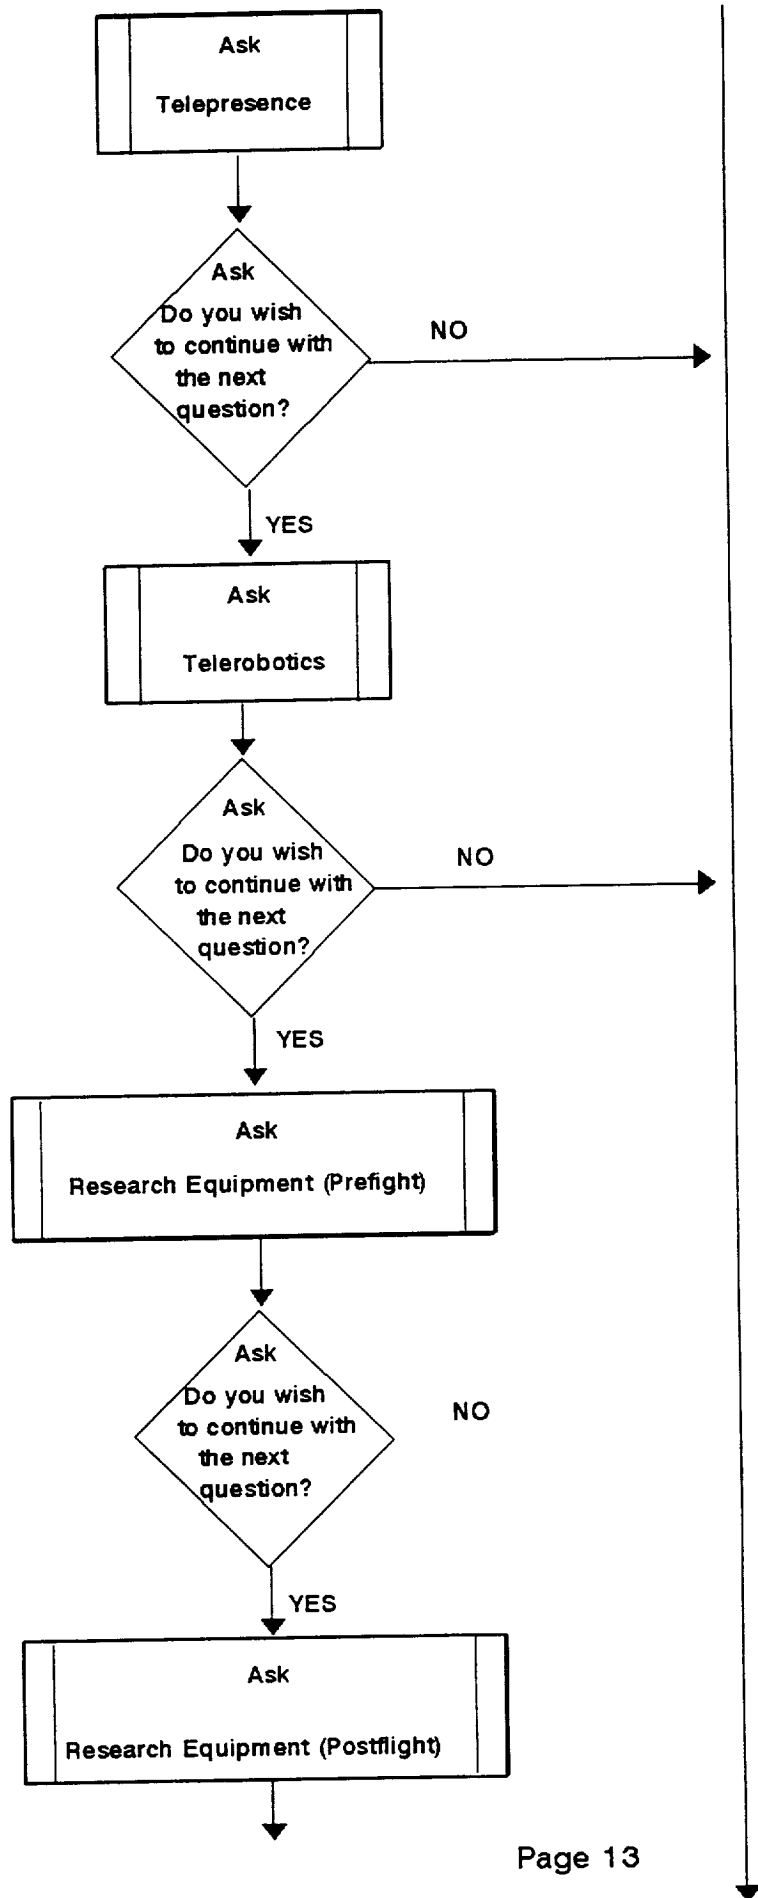 Ask
Telepresence
Ask
Do you wish
to continue with
the next
question?
NO
YES
Ask
Telerobotics
Ask
Do you wish
to continue with
the next
question?
NO
YES
Ask
Research Equipment (Prefight)
Ask
Do you wish
to continue with
the next
question?
NO
YES
Ask
Research Equipment (Postflight)
Page 13